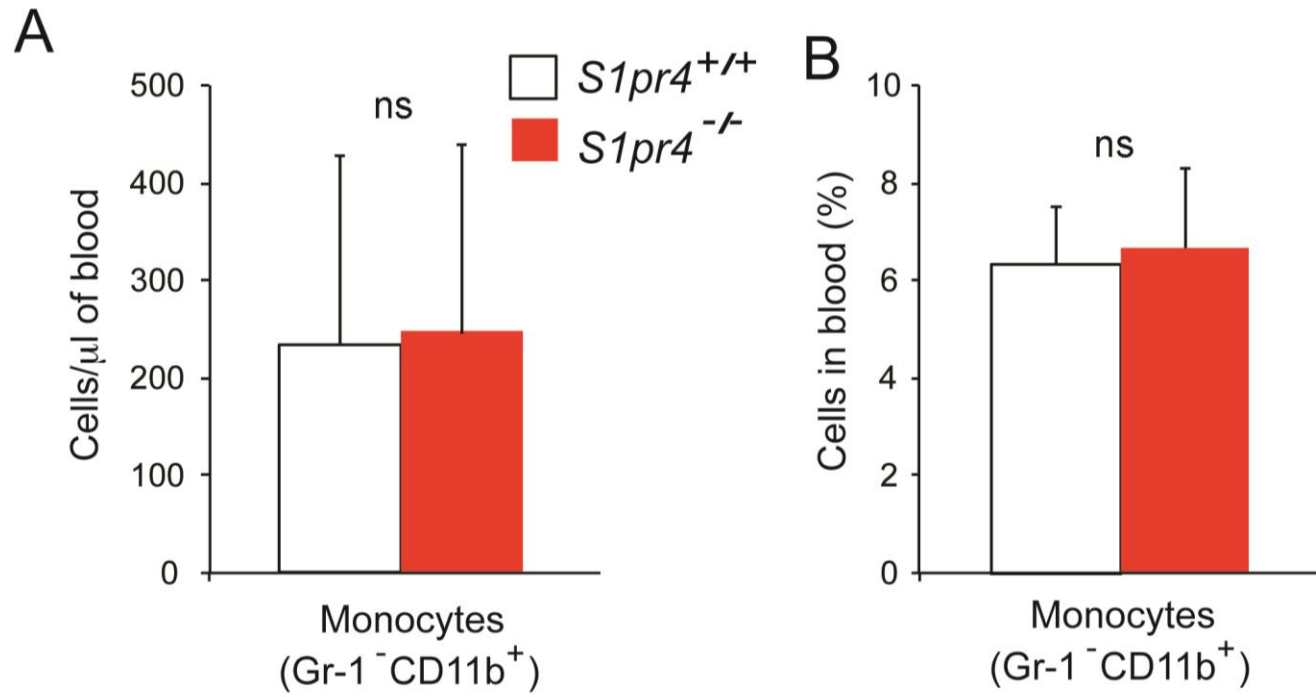 A
S1pr4+/+
S1pr4-/-
ns
500
400
300
200
100
0
Cells/μl of blood
Monocytes
(Gr-1-CD11b+)
B
ns
10
8
6
4
2
0
Cells in blood (%)
Monocytes
(Gr-1-CD11b+)